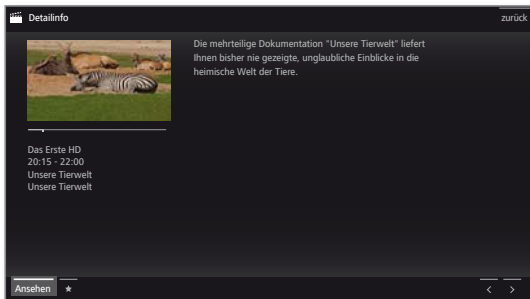 Detailinfo
zurück
Die mehrteilige Dokumentation "Unsere Tierwelt" liefert
Ihnen bisher nie gezeigte, unglaubliche Einblicke in die
heimische Welt der Tiere.
Das Erste HD
20:15 - 22:00
Unsere Tierwelt
Unsere Tierwelt
Ansehen